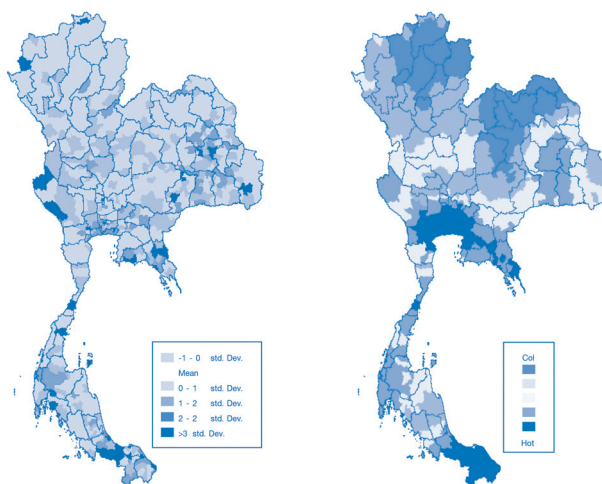 -1 - 0 std. Dev.
Mean
0 - 1 std. Dev.
1 - 2 std. Dev.
2 - 2 std. Dev.
>3 std. Dev.
Col
Hot